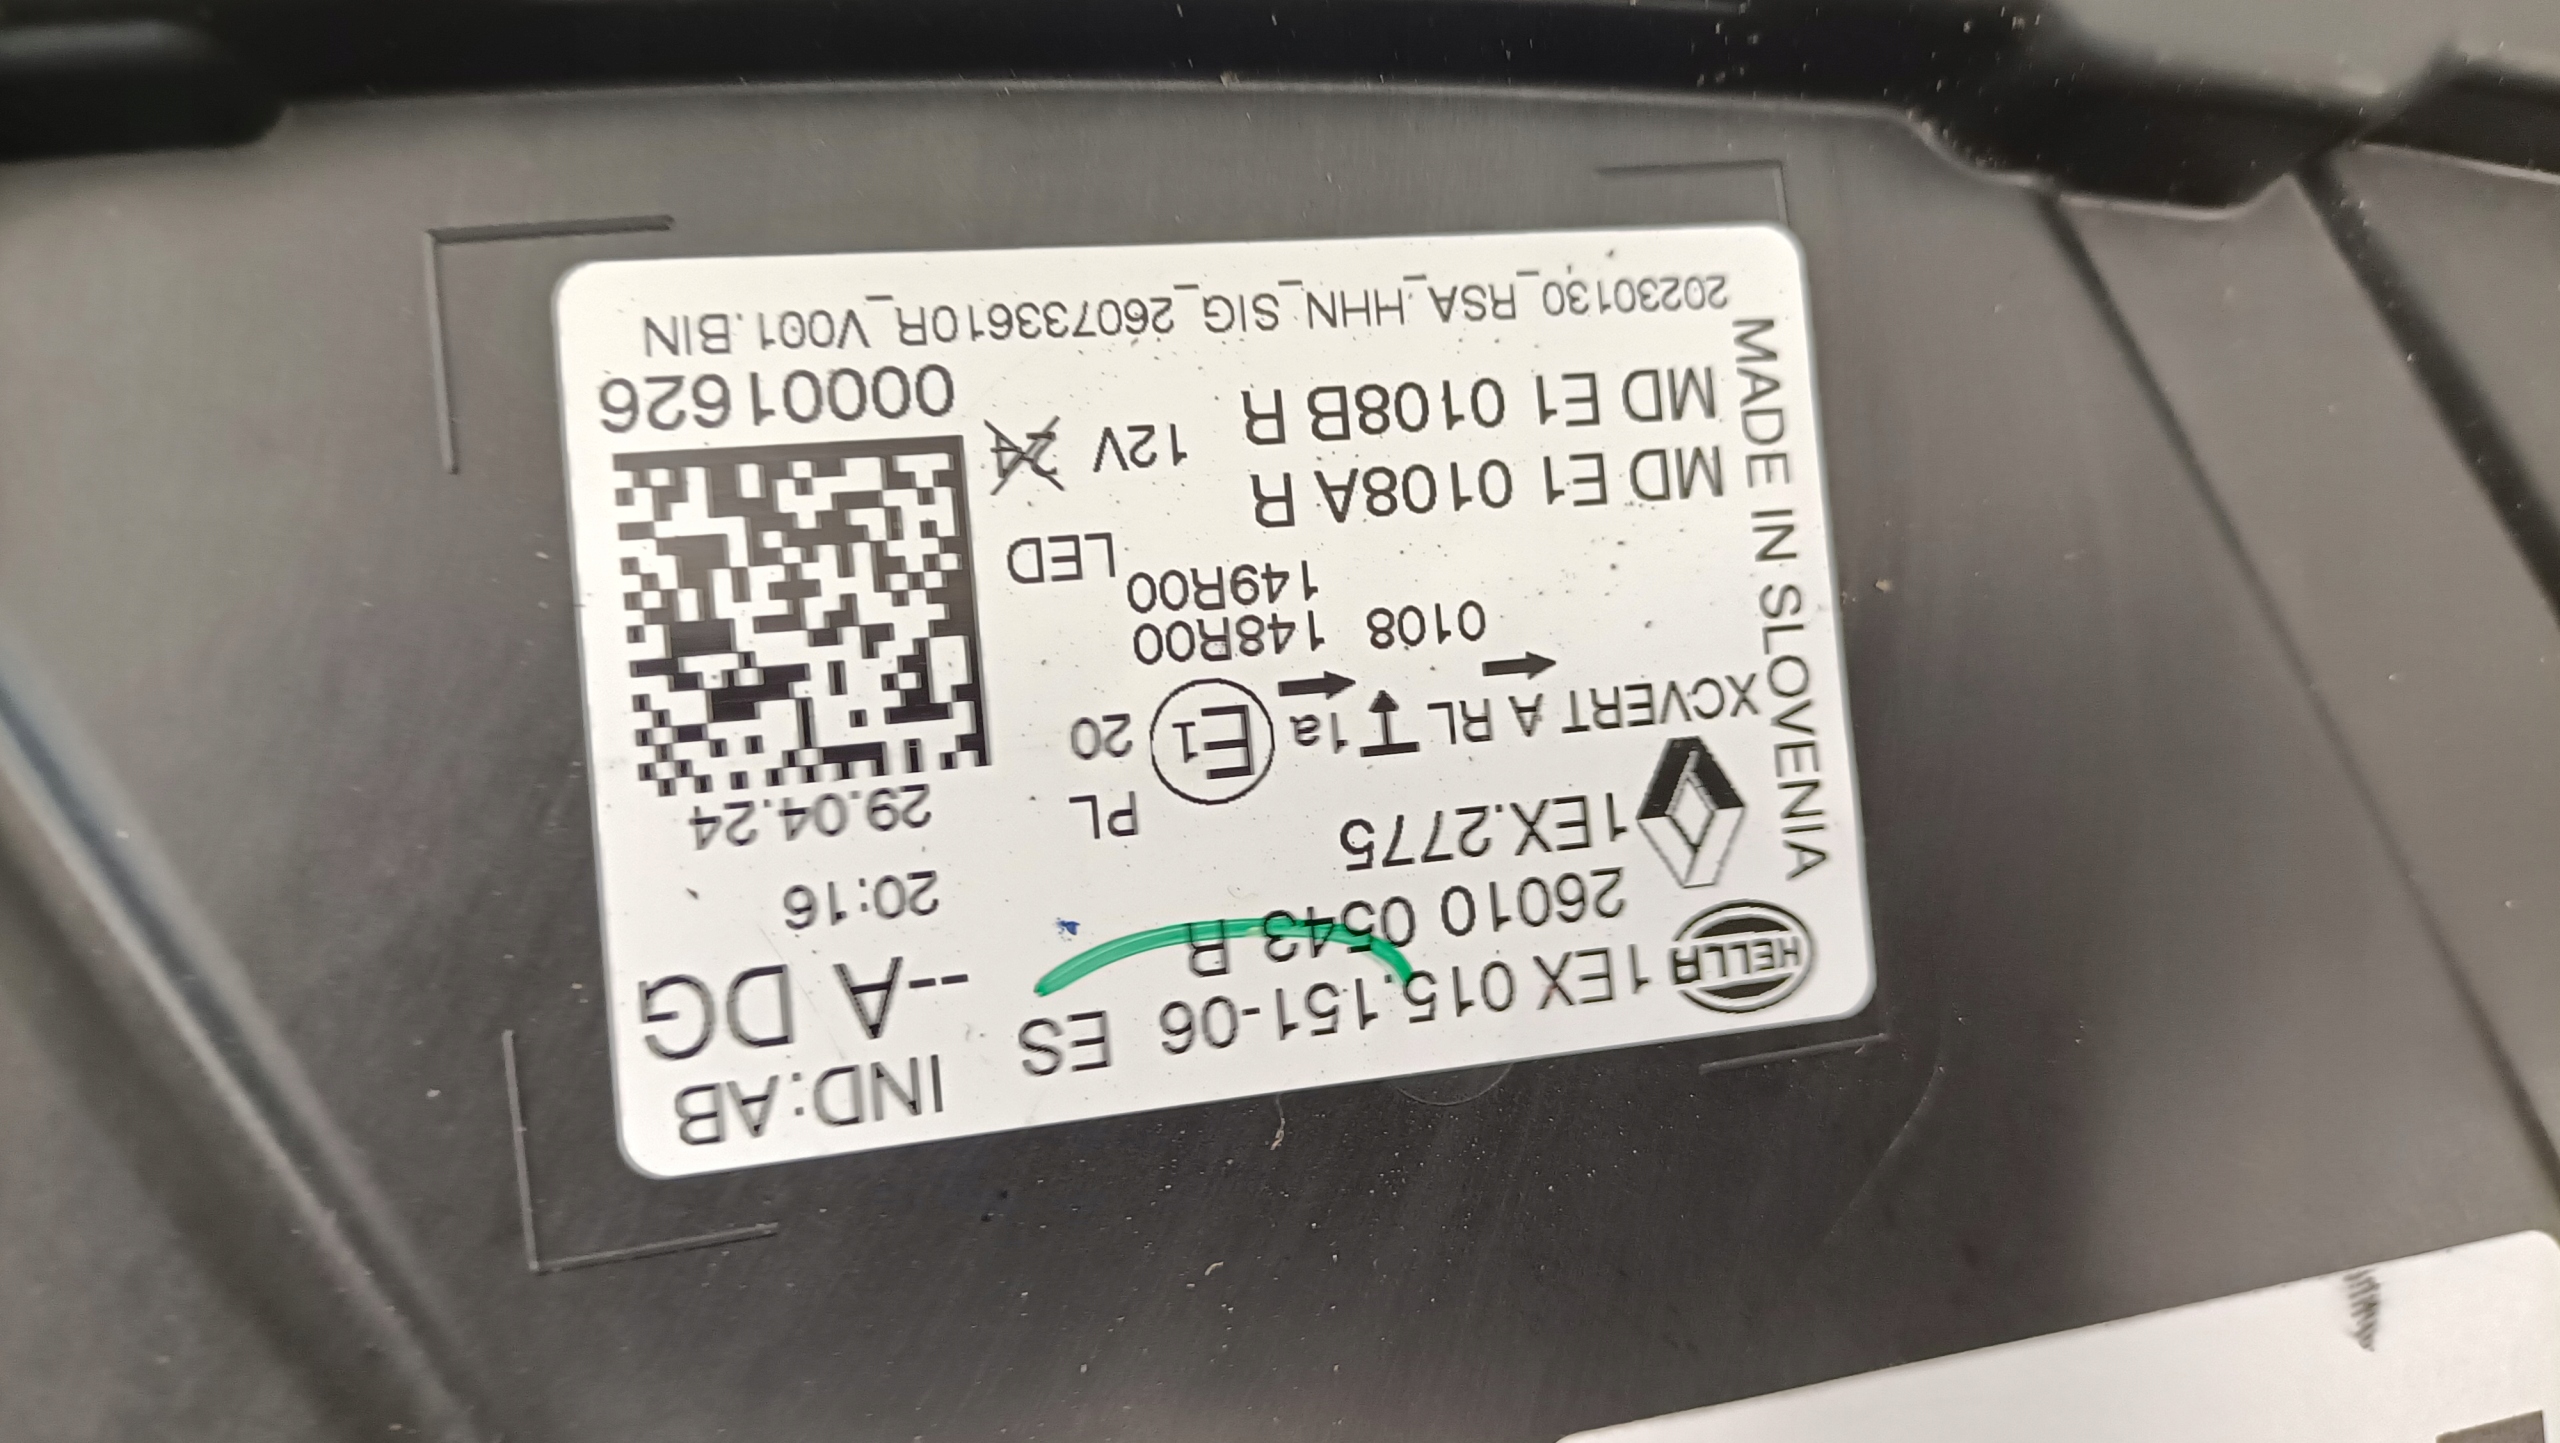 HELLA 1EX 015.151-06 ES IND:AB
26010 0543 R --A DG
1EX.2775 20:16
PL 29.04.24
XCVERT A RL 1a E1 20
0108 148R00
149R00 LED
MD E1 0108A R
MD E1 0108B R 12V 24
00001626
20230130_RSA_HHN_SIG_260733610R_V001.BIN
MADE IN SLOVENIA